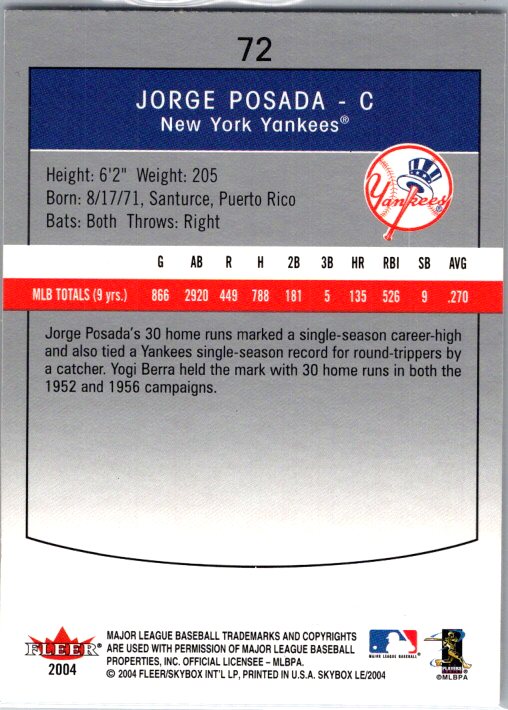 72
JORGE POSADA - C
New York Yankees®
Height: 6'2" Weight: 205
Born: 8/17/71, Santurce, Puerto Rico
Bats: Both Throws: Right
Yankees®
G AB R H 2B 3B HR RBI SB AVG
MLB TOTALS (9 yrs.) 866 2920 449 788 181 5 135 526 9 .270
Jorge Posada's 30 home runs marked a single-season career-high
and also tied a Yankees single-season record for round-trippers by
a catcher. Yogi Berra held the mark with 30 home runs in both the
1952 and 1956 campaigns.
FLEER®
2004
MAJOR LEAGUE BASEBALL TRADEMARKS AND COPYRIGHTS
ARE USED WITH PERMISSION OF MAJOR LEAGUE BASEBALL
PROPERTIES, INC. OFFICIAL LICENSEE - MLBPA.
© 2004 FLEER/SKYBOX INT'L LP, PRINTED IN U.S.A. SKYBOX LE/2004
MAJOR LEAGUE BASEBALL
PLAYERS
©MLBPA